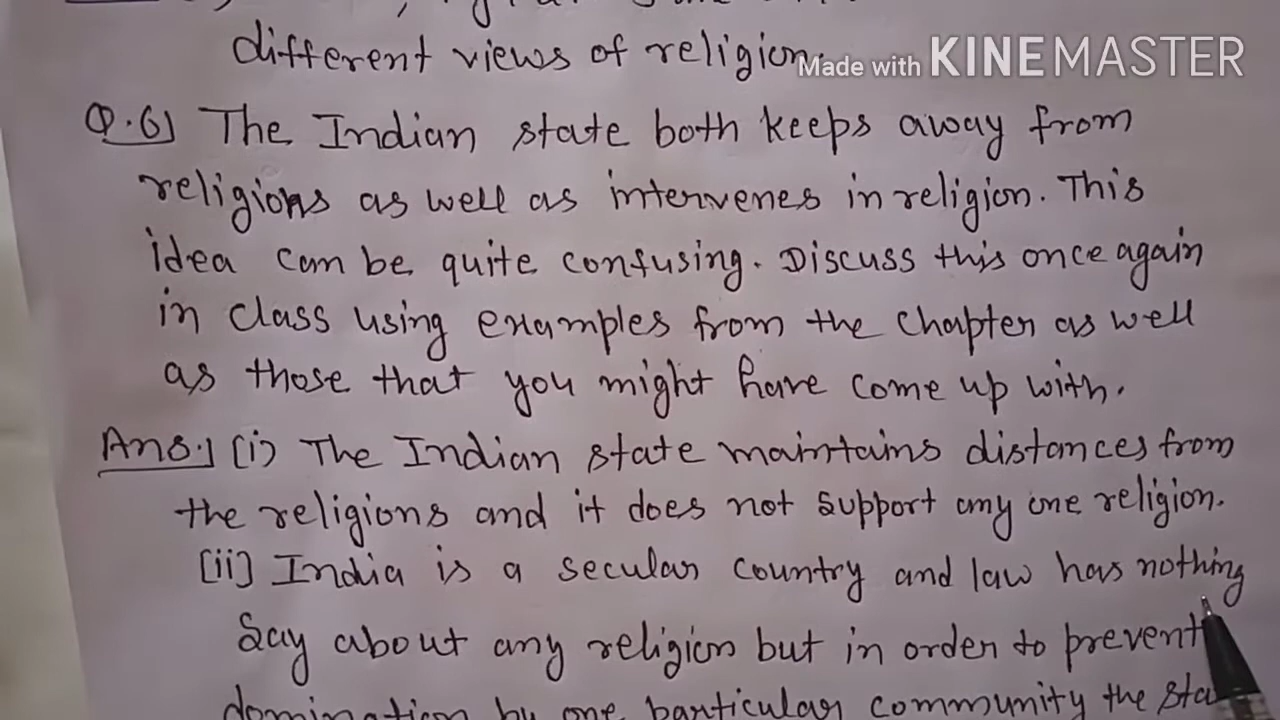 different views of religion.
Made with KINEMASTER
Q.6) The Indian state both keeps away from
religions as well as intervenes in religion. This
idea can be quite confusing. Discuss this once again
in class using examples from the chapter as well
as those that you might have come up with.
Ans.) (i) The Indian state maintains distances from
the religions and it does not support any one religion.
[ii] India is a secular country and law has nothing
say about any religion but in order to prevent
domination by one particular community the sta